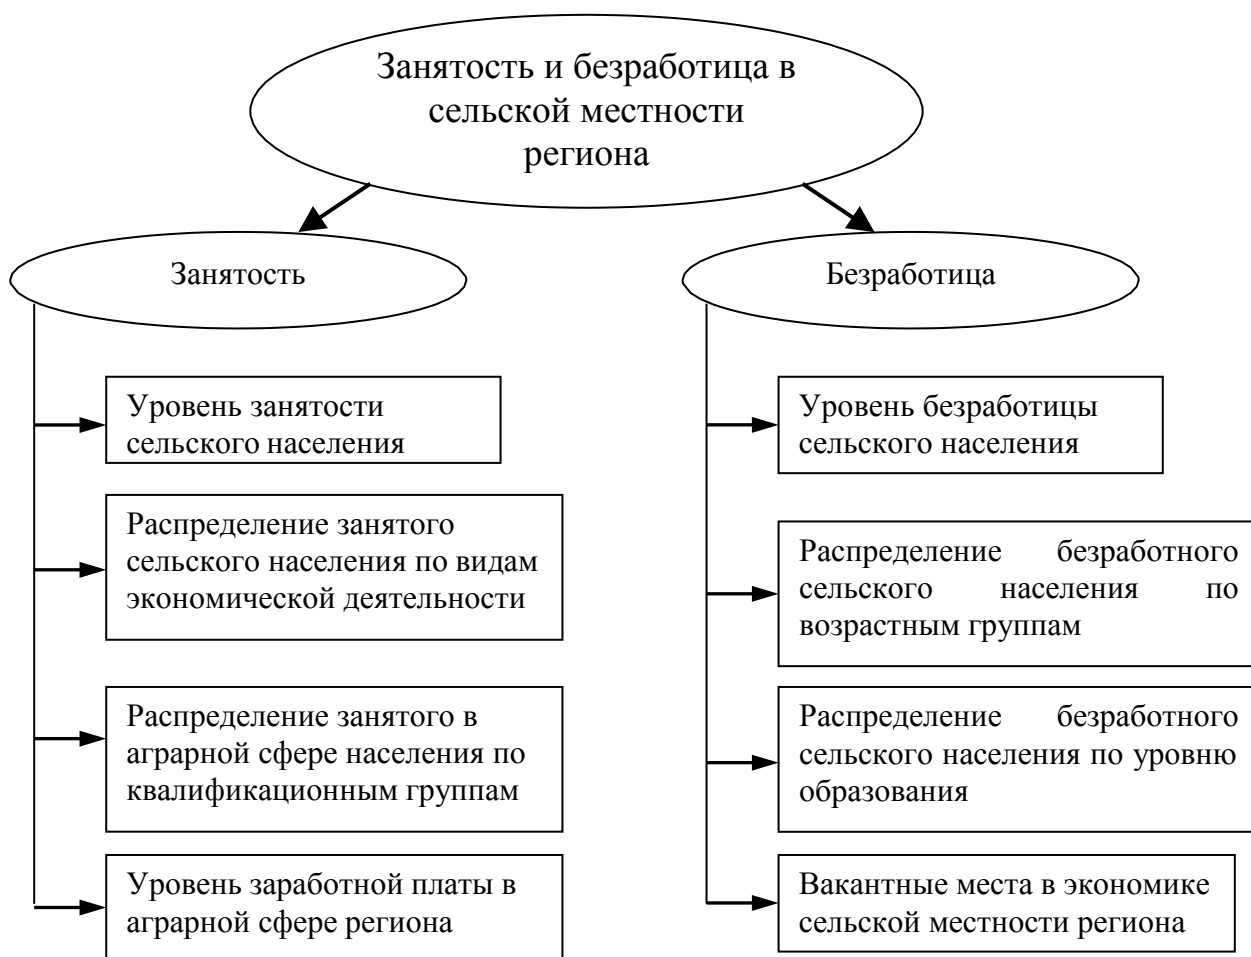 Занятость и безработица в
сельской местности
региона
Занятость
Безработица
Уровень занятости
сельского населения
Распределение занятого
сельского населения по видам
экономической деятельности
Распределение занятого в
аграрной сфере населения по
квалификационным группам
Уровень заработной платы в
аграрной сфере региона
Уровень безработицы
сельского населения
Распределение безработного
сельского населения по
возрастным группам
Распределение безработного
сельского населения по уровню
образования
Вакантные места в экономике
сельской местности региона